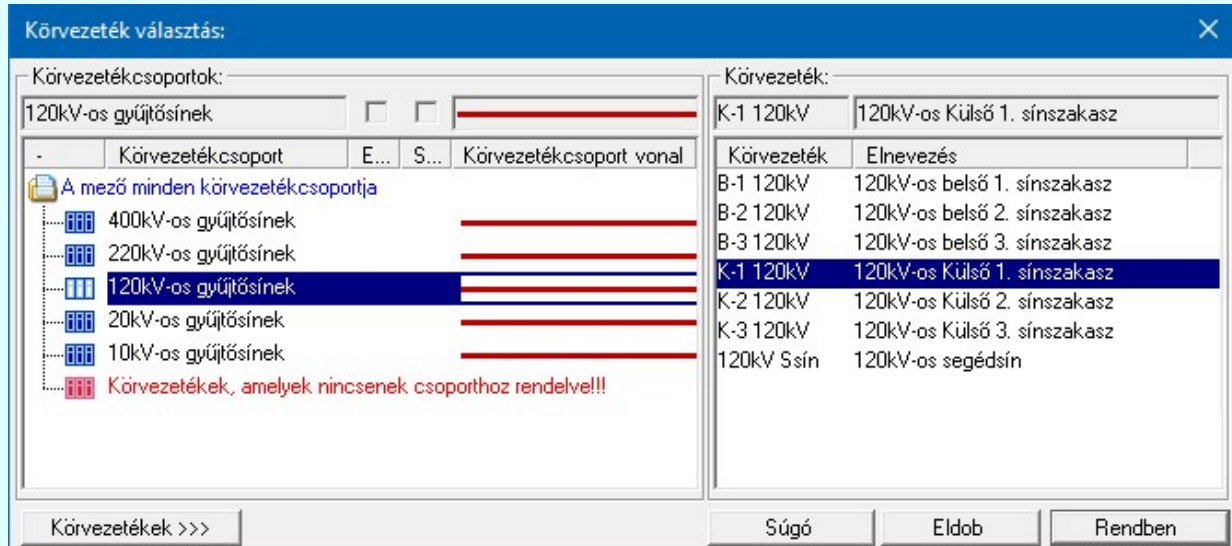 Körvezeték választás:
Körvezetékcsoportok:
120kV-os gyűjtősínek
- Körvezetékcsoport E... S... Körvezetékcsoport vonal
A mező minden körvezetékcsoportja
400kV-os gyűjtősínek
220kV-os gyűjtősínek
120kV-os gyűjtősínek
20kV-os gyűjtősínek
10kV-os gyűjtősínek
Körvezetékek, amelyek nincsenek csoporthoz rendelve!!!
Körvezetékek >>>
Körvezeték:
K-1 120kV 120kV-os Külső 1. sínszakasz
Körvezeték Elnevezés
B-1 120kV 120kV-os belső 1. sínszakasz
B-2 120kV 120kV-os belső 2. sínszakasz
B-3 120kV 120kV-os belső 3. sínszakasz
K-1 120kV 120kV-os Külső 1. sínszakasz
K-2 120kV 120kV-os Külső 2. sínszakasz
K-3 120kV 120kV-os Külső 3. sínszakasz
120kV Ssín 120kV-os segédsín
Súgó Eldob Rendben